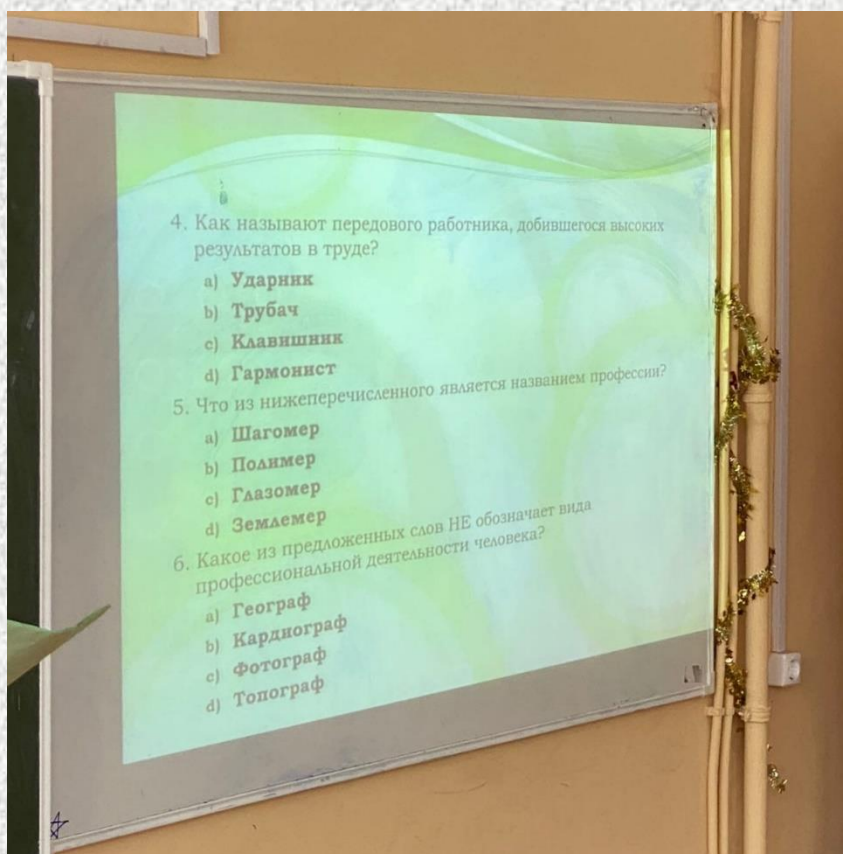 4. Как называют передового работника, добившегося высоких
результатов в труде?
a) Ударник
b) Трубач
c) Клавишник
d) Гармонист
5. Что из нижеперечисленного является названием профессии?
a) Шагомер
b) Полимер
c) Глазомер
d) Землемер
6. Какое из предложенных слов НЕ обозначает вида
профессиональной деятельности человека?
a) Географ
b) Кардиограф
c) Фотограф
d) Топограф